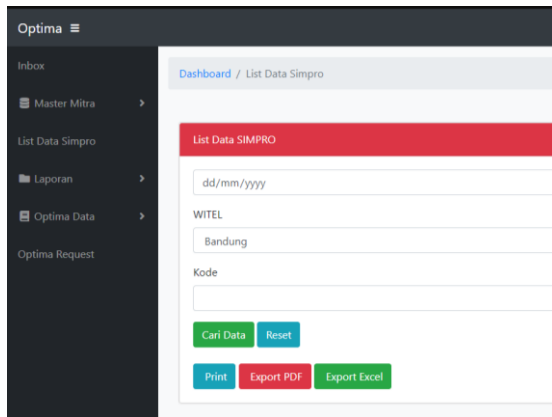 Optima
Inbox
Dashboard / List Data Simpro
Master Mitra
List Data Simpro
List Data SIMPRO
Laporan
dd/mm/yyyy
Optima Data
WITEL
Bandung
Optima Request
Kode
Cari Data Reset
Print Export PDF Export Excel